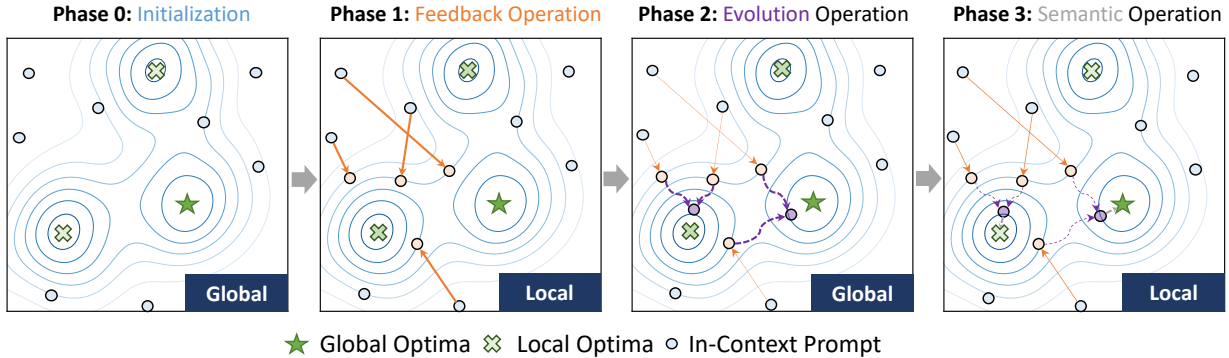 Phase 0: Initialization
Phase 1: Feedback Operation
Phase 2: Evolution Operation
Phase 3: Semantic Operation
Global
Local
Global
Local
Global Optima
Local Optima
In-Context Prompt